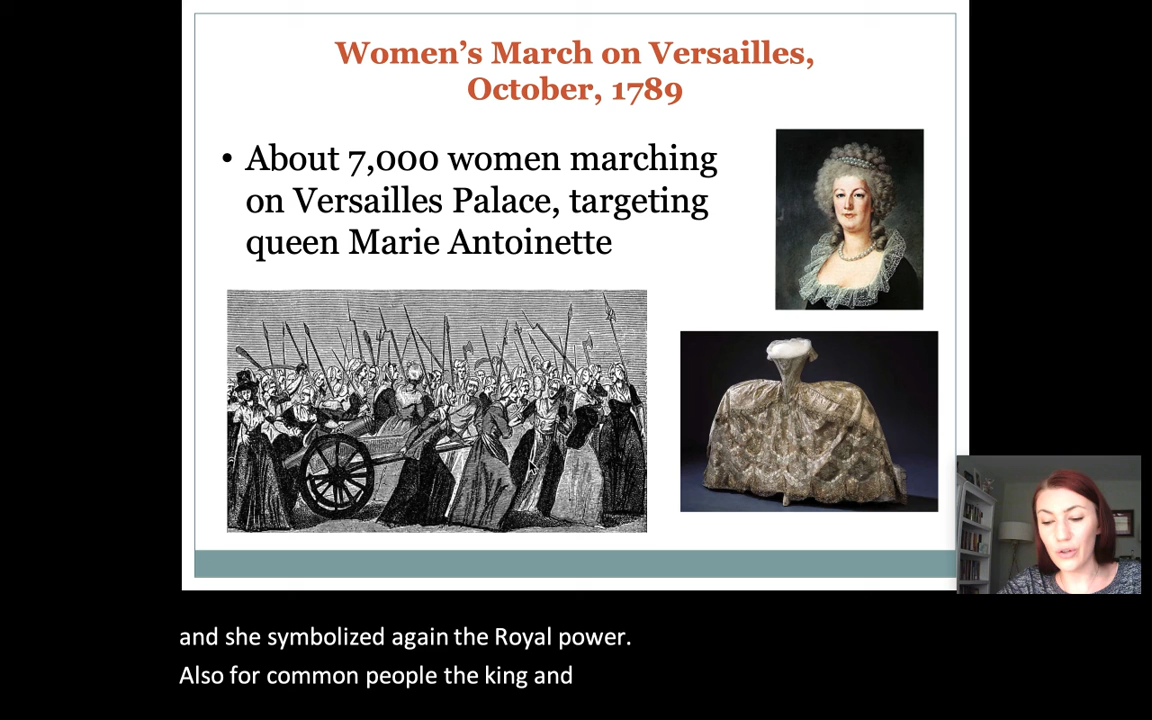 Women’s March on Versailles,
October, 1789
• About 7,000 women marching
on Versailles Palace, targeting
queen Marie Antoinette
and she symbolized again the Royal power.
Also for common people the king and